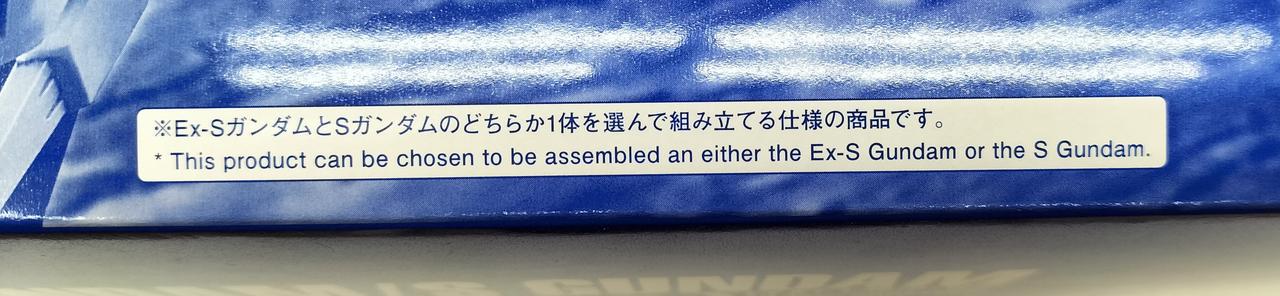 ※Ex-SガンダムとSガンダムのどちらか1体を選んで組み立てる仕様の商品です。
* This product can be chosen to be assembled an either the Ex-S Gundam or the S Gundam.
GUNDAM